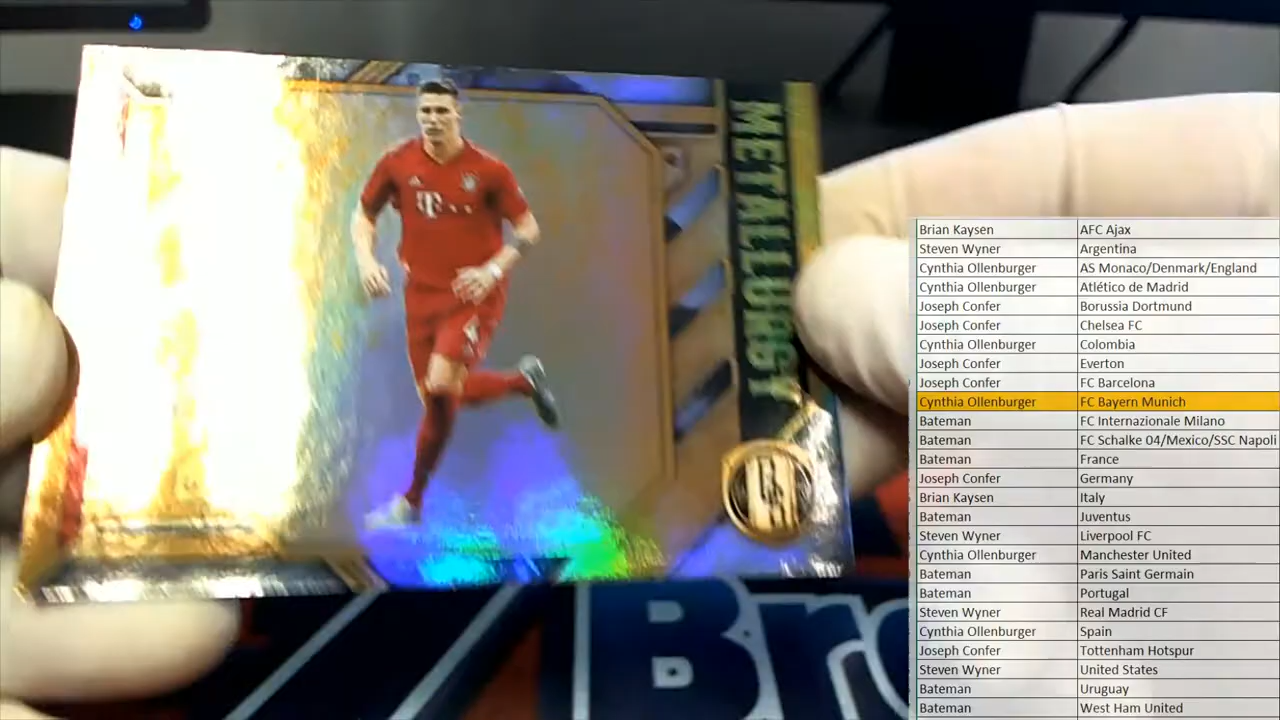 METALLURGY
T
4
Bro
Brian Kaysen AFC Ajax
Steven Wyner Argentina
Cynthia Ollenburger AS Monaco/Denmark/England
Cynthia Ollenburger Atlético de Madrid
Joseph Confer Borussia Dortmund
Joseph Confer Chelsea FC
Cynthia Ollenburger Colombia
Joseph Confer Everton
Joseph Confer FC Barcelona
Cynthia Ollenburger FC Bayern Munich
Bateman FC Internazionale Milano
Bateman FC Schalke 04/Mexico/SSC Napoli
Bateman France
Joseph Confer Germany
Brian Kaysen Italy
Bateman Juventus
Steven Wyner Liverpool FC
Cynthia Ollenburger Manchester United
Bateman Paris Saint Germain
Bateman Portugal
Steven Wyner Real Madrid CF
Cynthia Ollenburger Spain
Joseph Confer Tottenham Hotspur
Steven Wyner United States
Bateman Uruguay
Bateman West Ham United